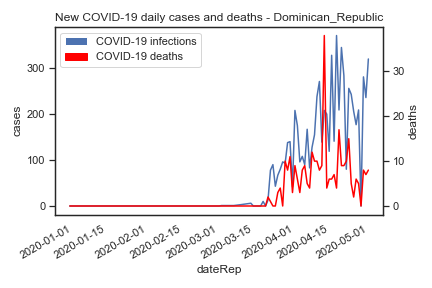 New COVID-19 daily cases and deaths - Dominican_Republic
COVID-19 infections
COVID-19 deaths
300
200
100
0
cases
30
20
10
0
deaths
2020-01-01
2020-01-15
2020-02-01
2020-02-15
2020-03-01
2020-03-15
2020-04-01
2020-04-15
2020-05-01
dateRep